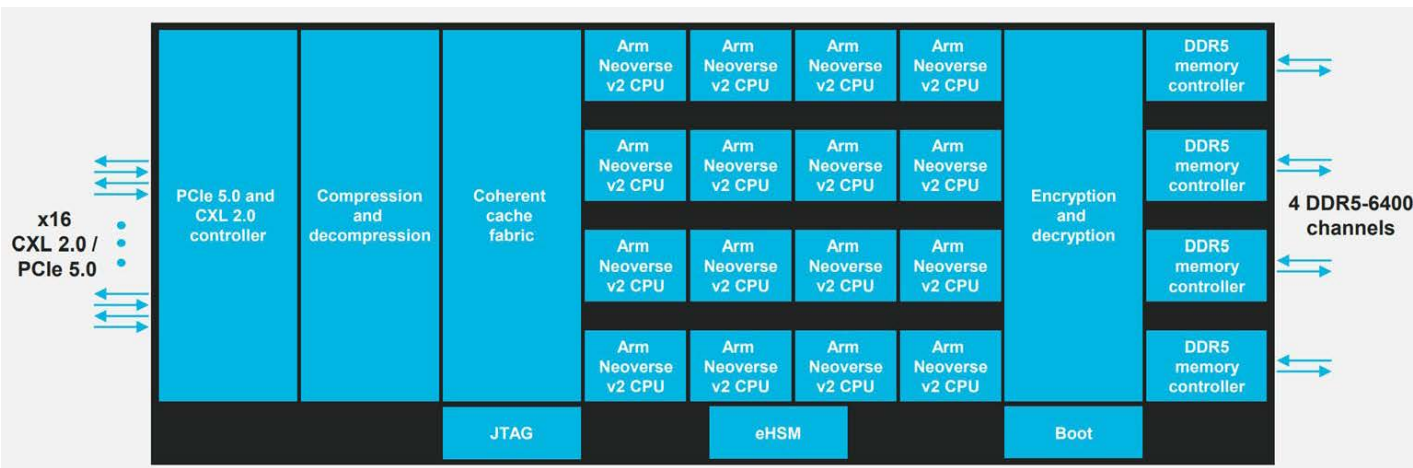 x16
CXL 2.0 /
PCIe 5.0
PCIe 5.0 and
CXL 2.0
controller
Compression
and
decompression
Coherent
cache
fabric
Arm
Neoverse
v2 CPU
Arm
Neoverse
v2 CPU
Arm
Neoverse
v2 CPU
Arm
Neoverse
v2 CPU
Arm
Neoverse
v2 CPU
Arm
Neoverse
v2 CPU
Arm
Neoverse
v2 CPU
Arm
Neoverse
v2 CPU
Arm
Neoverse
v2 CPU
Arm
Neoverse
v2 CPU
Arm
Neoverse
v2 CPU
Arm
Neoverse
v2 CPU
Arm
Neoverse
v2 CPU
Arm
Neoverse
v2 CPU
Arm
Neoverse
v2 CPU
Arm
Neoverse
v2 CPU
Encryption
and
decryption
DDR5
memory
controller
DDR5
memory
controller
DDR5
memory
controller
DDR5
memory
controller
4 DDR5-6400
channels
JTAG
eHSM
Boot